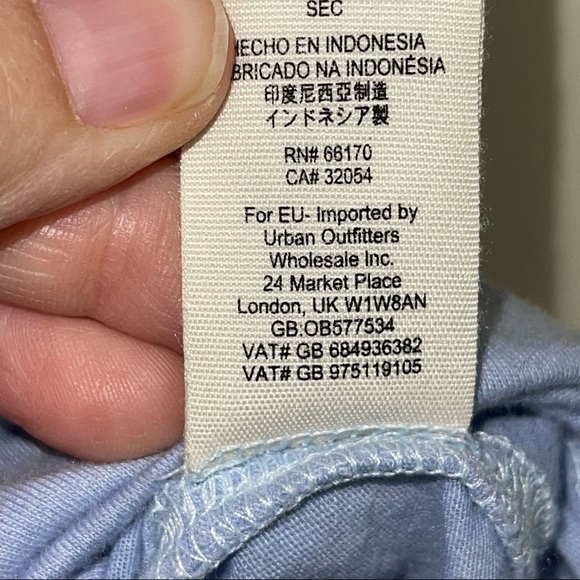 SEC
HECHO EN INDONESIA
BRICADO NA INDONÉSIA
印度尼西亞制造
インドネシア製
RN# 66170
CA# 32054
For EU- Imported by
Urban Outfitters
Wholesale Inc.
24 Market Place
London, UK W1W8AN
GB:OB577534
VAT# GB 684936382
VAT# GB 975119105